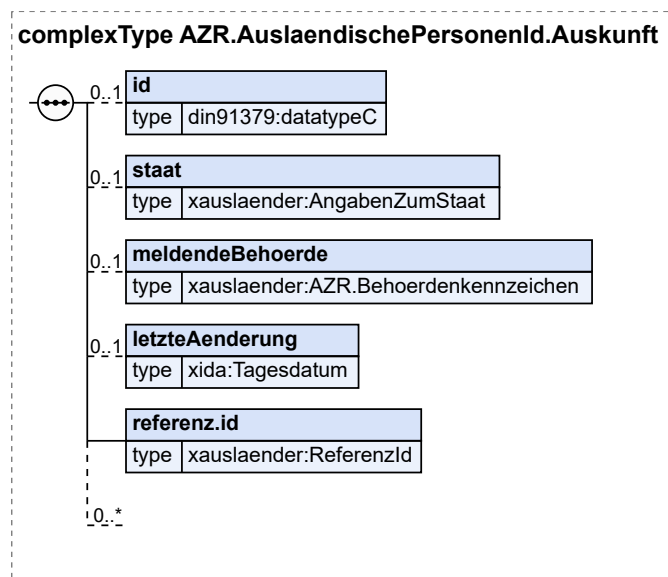 complexType AZR.AuslaendischePersonenId.Auskunft
0..1
id
type din91379:datatypeC
0..1
staat
type xauslaender:AngabenZumStaat
0..1
meldendeBehoerde
type xauslaender:AZR.Behoerdenkennzeichen
0..1
letzteAenderung
type xida:Tagesdatum
referenz.id
type xauslaender:ReferenzId
0..*